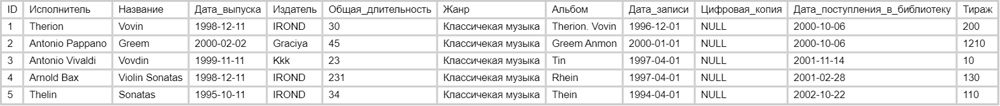 ID Исполнитель Название Дата_выпуска Издатель Общая_длительность Жанр Альбом Дата_записи Цифровая_копия Дата_поступления_в_библиотеку Тираж
1 Therion Vovin 1998-12-11 IROND 30 Классичекая музыка Therion. Vovin 1996-12-01 NULL 2000-10-06 200
2 Antonio Pappano Greem 2000-02-02 Graciya 45 Классичекая музыка Greem Anmon 2000-01-01 NULL 2000-10-06 1210
3 Antonio Vivaldi Vovdin 1999-11-11 Kkk 23 Классичекая музыка Tin 1997-04-01 NULL 2001-11-14 10
4 Arnold Bax Violin Sonatas 1998-12-11 IROND 231 Классичекая музыка Rhein 1997-04-01 NULL 2001-02-28 130
5 Thelin Sonatas 1995-10-11 IROND 34 Классичекая музыка Thein 1994-04-01 NULL 2002-10-22 110